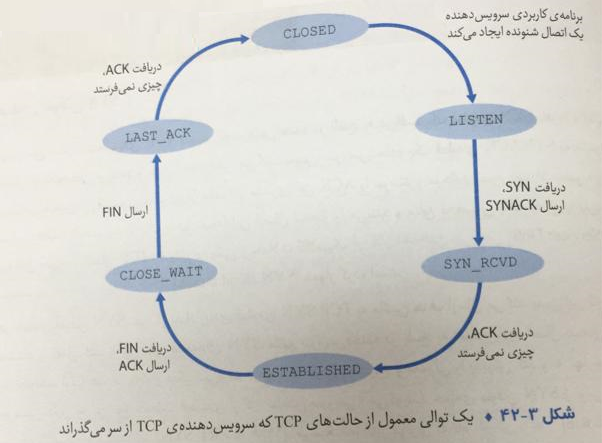 برنامه‌ی کاربردی سرویس‌دهنده
یک اتصال شنونده ایجاد می‌کند
CLOSED
دریافت ACK،
چیزی نمی‌فرستد
LISTEN
LAST_ACK
دریافت SYN،
ارسال SYNACK
ارسال FIN
SYN_RCVD
CLOSE_WAIT
دریافت ACK،
چیزی نمی‌فرستد
دریافت FIN،
ارسال ACK
ESTABLISHED
شکل ۳-۴۲ ♦ یک توالی معمول از حالت‌های TCP که سرویس‌دهنده‌ی TCP از سر می‌گذراند